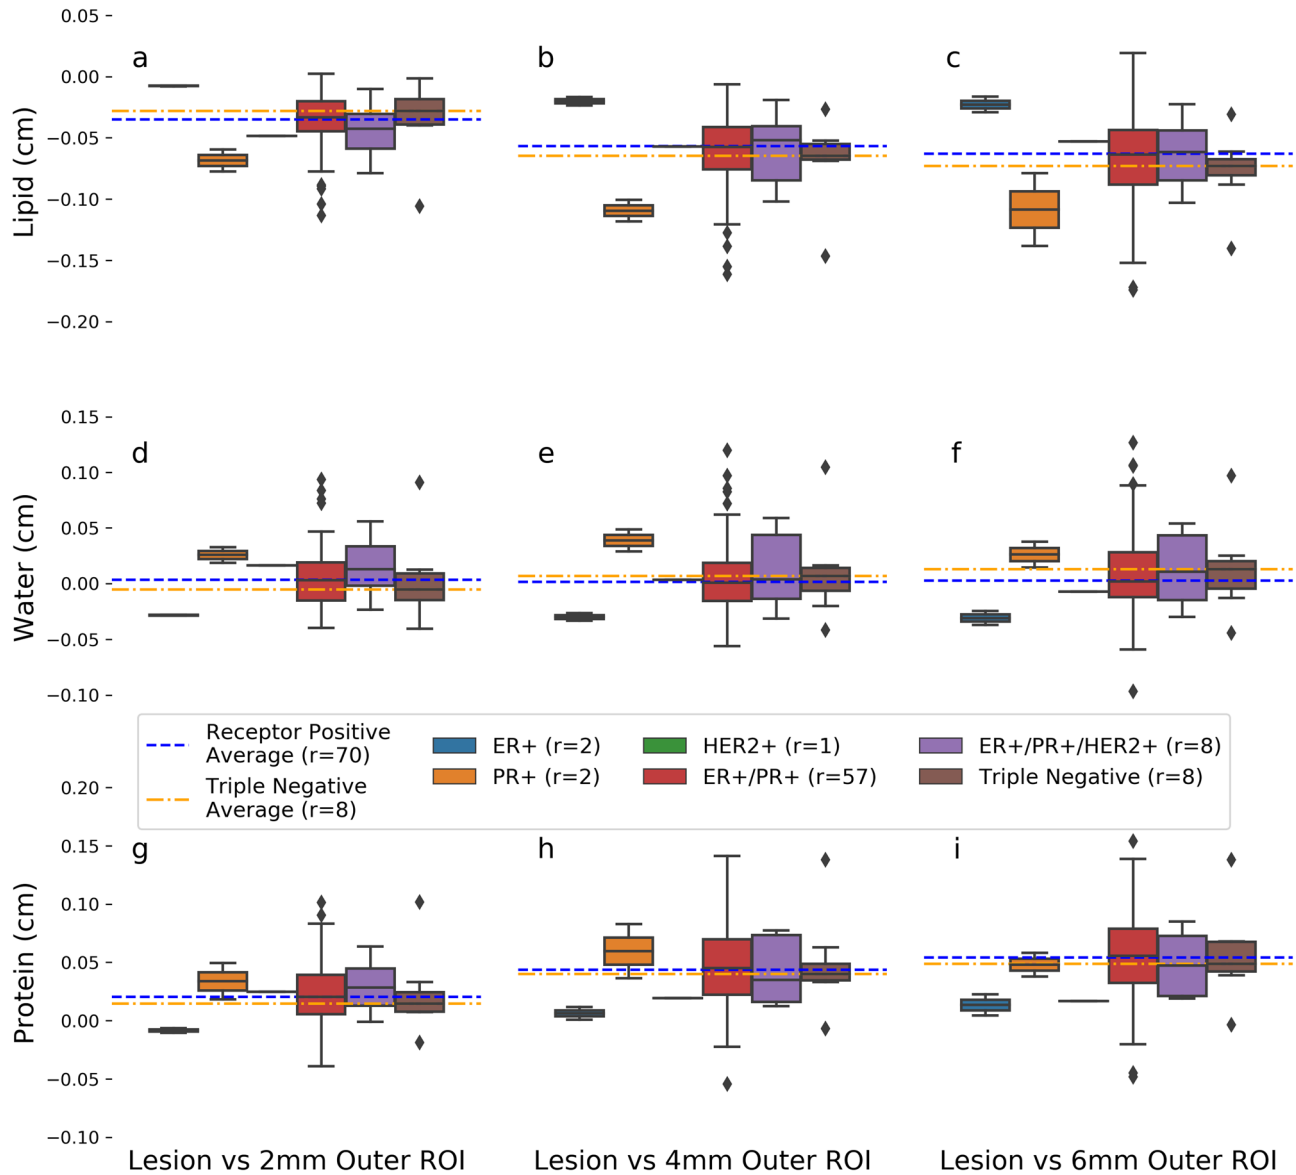 a
b
c
0.05
0.00
−0.05
−0.10
−0.15
−0.20
Lipid (cm)
d
e
f
0.15
0.10
0.05
0.00
−0.05
−0.10
Water (cm)
Receptor Positive
Average (r=70)
Triple Negative
Average (r=8)
ER+ (r=2)
PR+ (r=2)
HER2+ (r=1)
ER+/PR+ (r=57)
ER+/PR+/HER2+ (r=8)
Triple Negative (r=8)
g
h
i
0.20
0.15
0.10
0.05
0.00
−0.05
−0.10
Protein (cm)
Lesion vs 2mm Outer ROI
Lesion vs 4mm Outer ROI
Lesion vs 6mm Outer ROI